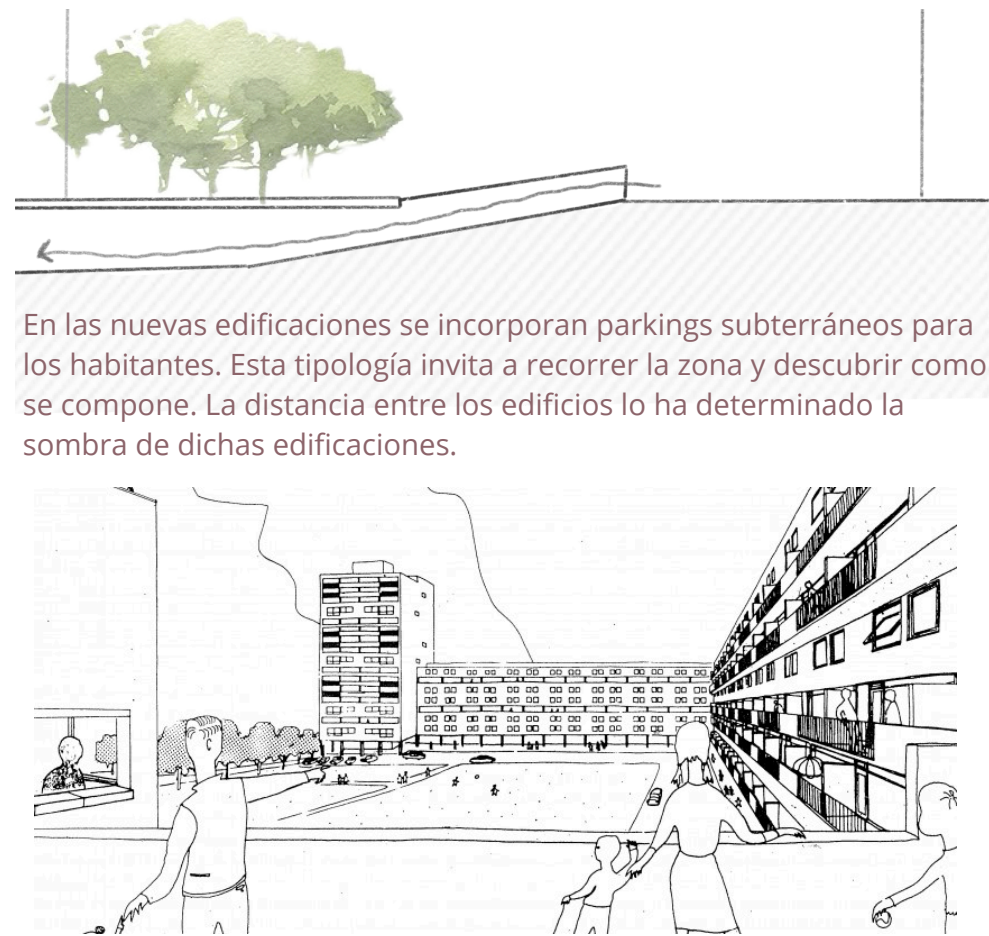 En las nuevas edificaciones se incorporan parkings subterráneos para
los habitantes. Esta tipología invita a recorrer la zona y descubrir como
se compone. La distancia entre los edificios lo ha determinado la
sombra de dichas edificaciones.